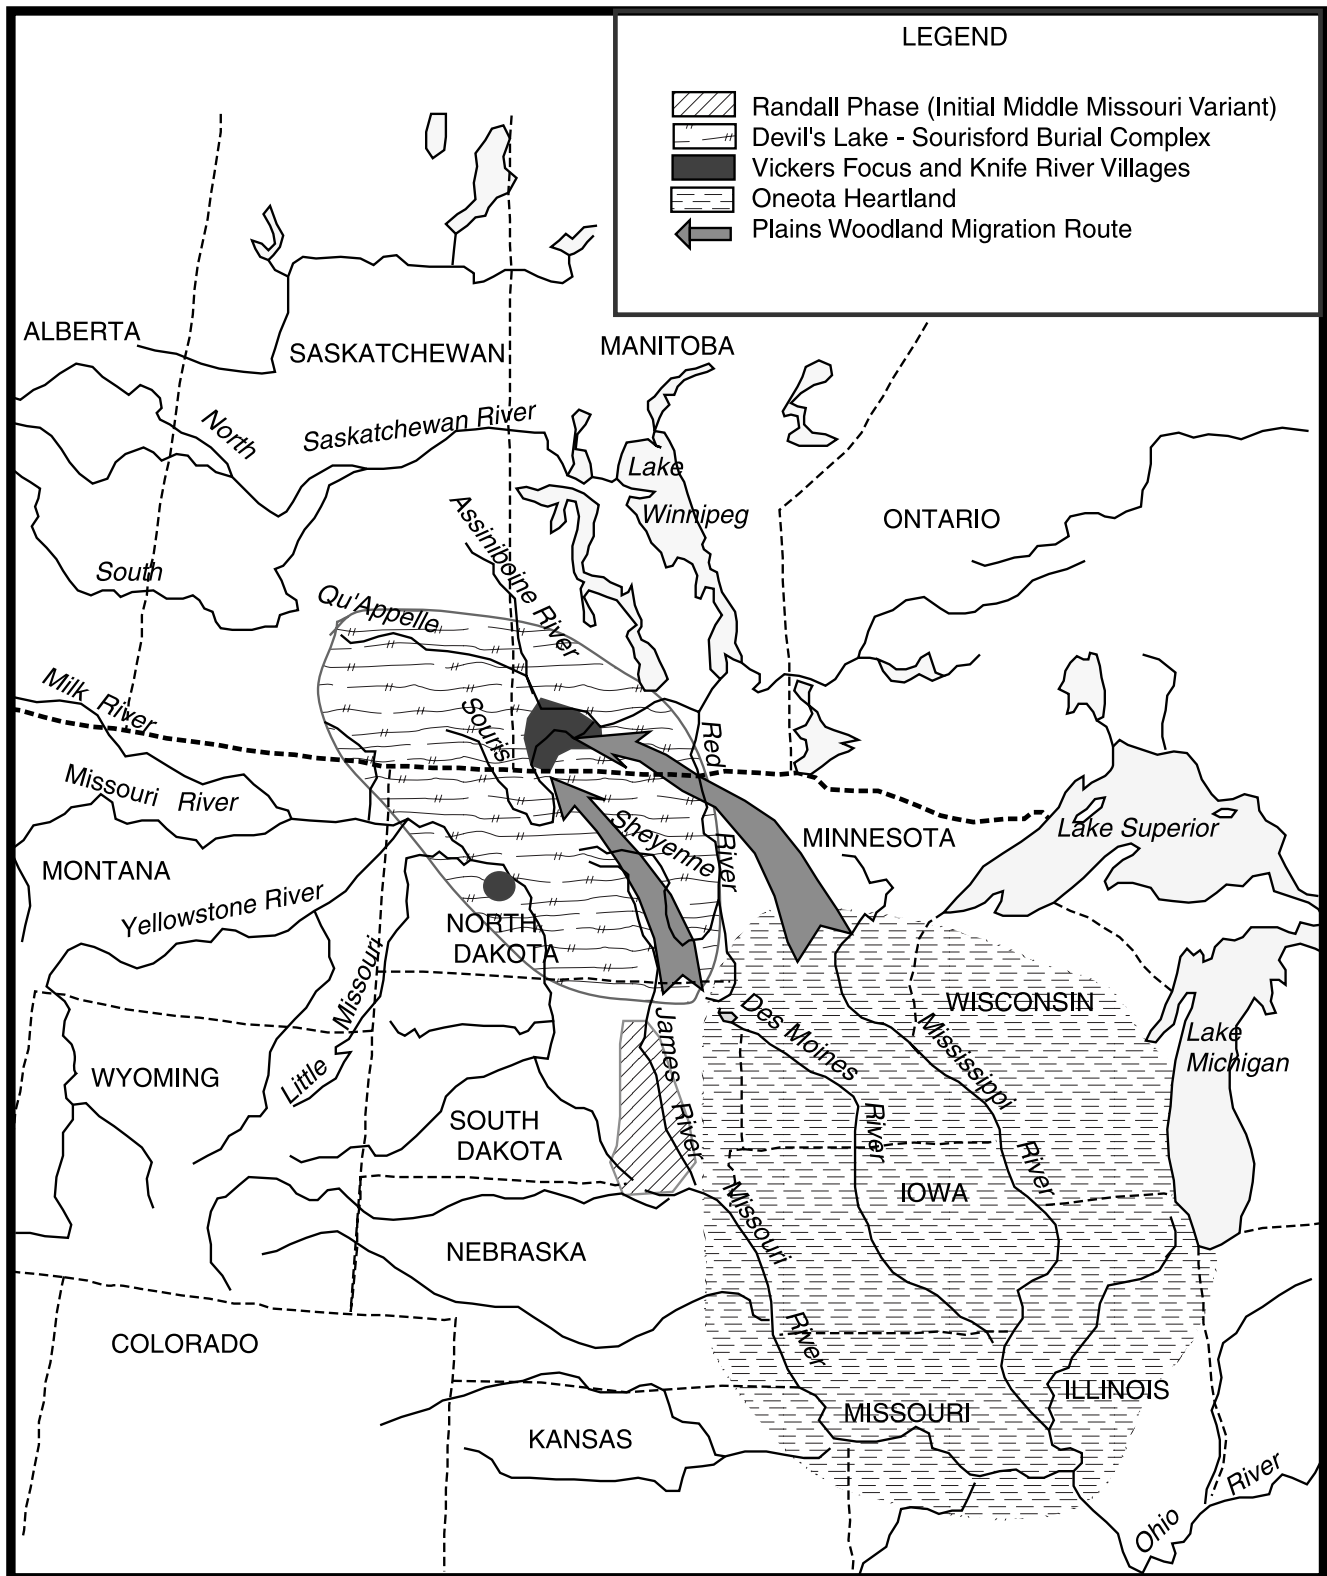 LEGEND
Randall Phase (Initial Middle Missouri Variant)
Devil's Lake - Sourisford Burial Complex
Vickers Focus and Knife River Villages
Oneota Heartland
Plains Woodland Migration Route
ALBERTA
SASKATCHEWAN
MANITOBA
North
Saskatchewan River
Lake
Winnipeg
ONTARIO
Assiniboine River
South
Qu'Appelle
Milk River
Souris
Red
River
Missouri River
Sheyenne
MINNESOTA
Lake Superior
MONTANA
Yellowstone River
NORTH
DAKOTA
Little Missouri
WISCONSIN
Des Moines
River
Mississippi
River
James
River
Lake
Michigan
WYOMING
SOUTH
DAKOTA
IOWA
Missouri
River
NEBRASKA
COLORADO
ILLINOIS
MISSOURI
KANSAS
Ohio
River